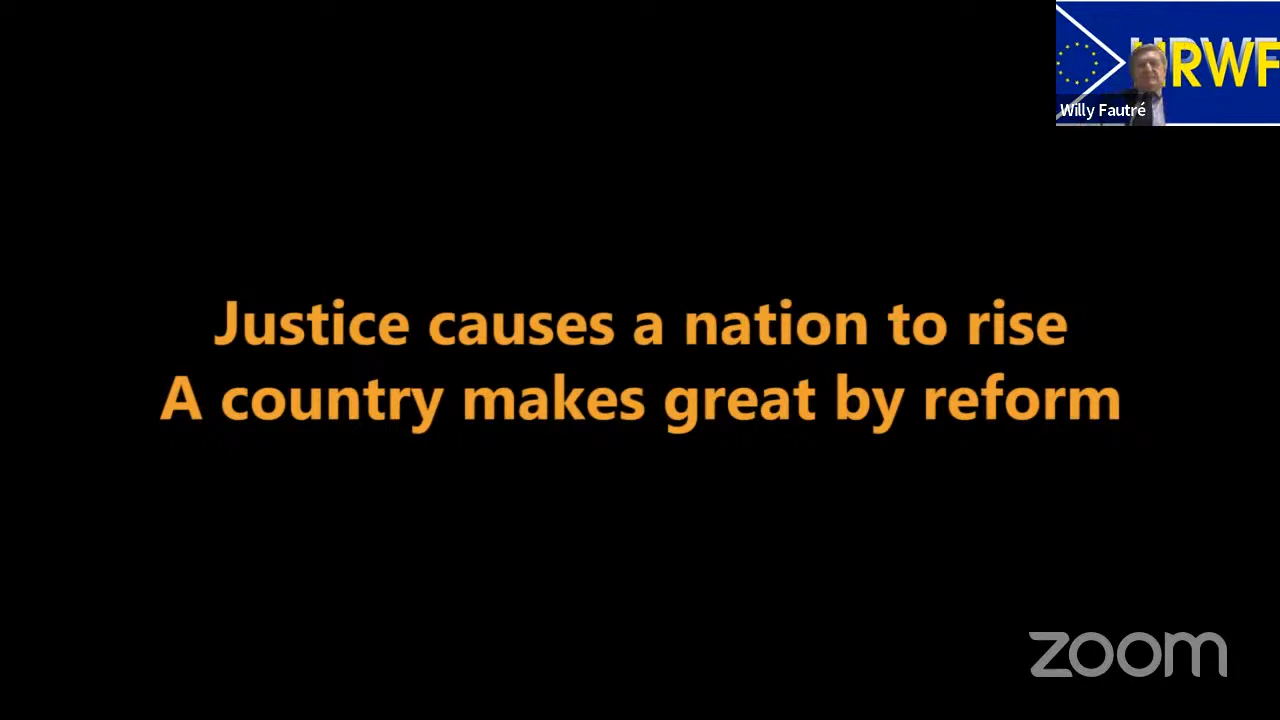 HRWF
Willy Fautré
Justice causes a nation to rise
A country makes great by reform
zoom